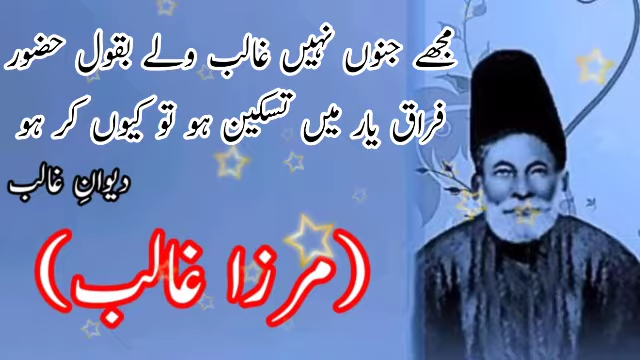 مجھے جنوں نہیں غالب ولے بقول حضور
فراق یار میں تسکین ہو تو کیوں کر ہو
دیوانِ غالب
(مرزا غالب)